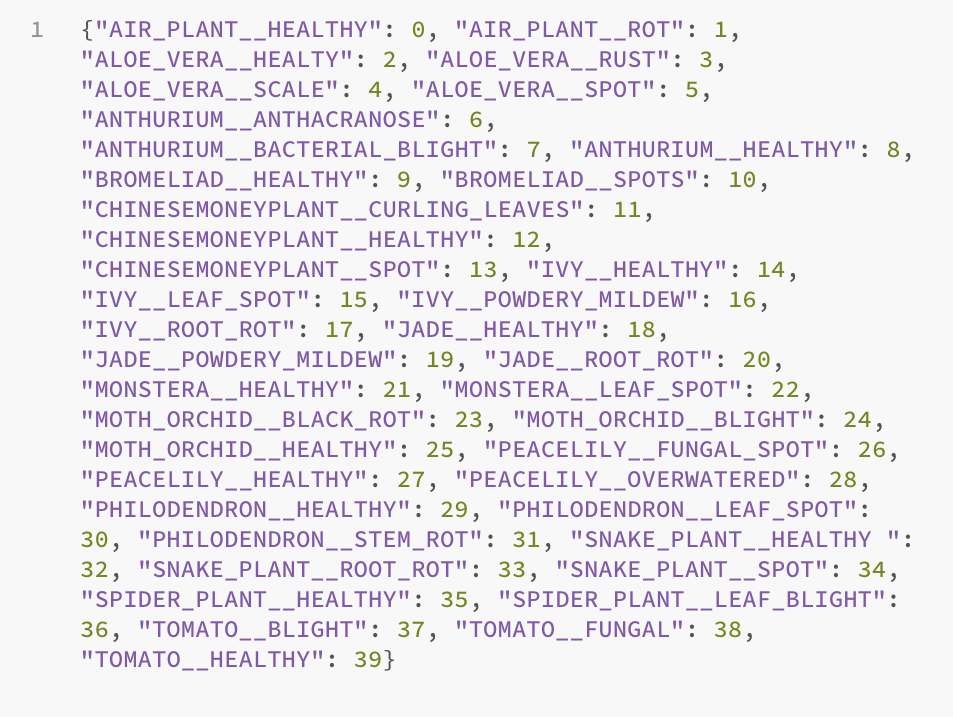 1 {"AIR_PLANT__HEALTHY": 0, "AIR_PLANT__ROT": 1,
"ALOE_VERA__HEALTY": 2, "ALOE_VERA__RUST": 3,
"ALOE_VERA__SCALE": 4, "ALOE_VERA__SPOT": 5,
"ANTHURIUM__ANTHACRANOSE": 6,
"ANTHURIUM__BACTERIAL_BLIGHT": 7, "ANTHURIUM__HEALTHY": 8,
"BROMELIAD__HEALTHY": 9, "BROMELIAD__SPOTS": 10,
"CHINESEMONEYPLANT__CURLING_LEAVES": 11,
"CHINESEMONEYPLANT__HEALTHY": 12,
"CHINESEMONEYPLANT__SPOT": 13, "IVY__HEALTHY": 14,
"IVY__LEAF_SPOT": 15, "IVY__POWDERY_MILDEW": 16,
"IVY__ROOT_ROT": 17, "JADE__HEALTHY": 18,
"JADE__POWDERY_MILDEW": 19, "JADE__ROOT_ROT": 20,
"MONSTERA__HEALTHY": 21, "MONSTERA__LEAF_SPOT": 22,
"MOTH_ORCHID__BLACK_ROT": 23, "MOTH_ORCHID__BLIGHT": 24,
"MOTH_ORCHID__HEALTHY": 25, "PEACELILY__FUNGAL_SPOT": 26,
"PEACELILY__HEALTHY": 27, "PEACELILY__OVERWATERED": 28,
"PHILODENDRON__HEALTHY": 29, "PHILODENDRON__LEAF_SPOT":
30, "PHILODENDRON__STEM_ROT": 31, "SNAKE_PLANT__HEALTHY ":
32, "SNAKE_PLANT__ROOT_ROT": 33, "SNAKE_PLANT__SPOT": 34,
"SPIDER_PLANT__HEALTHY": 35, "SPIDER_PLANT__LEAF_BLIGHT":
36, "TOMATO__BLIGHT": 37, "TOMATO__FUNGAL": 38,
"TOMATO__HEALTHY": 39}